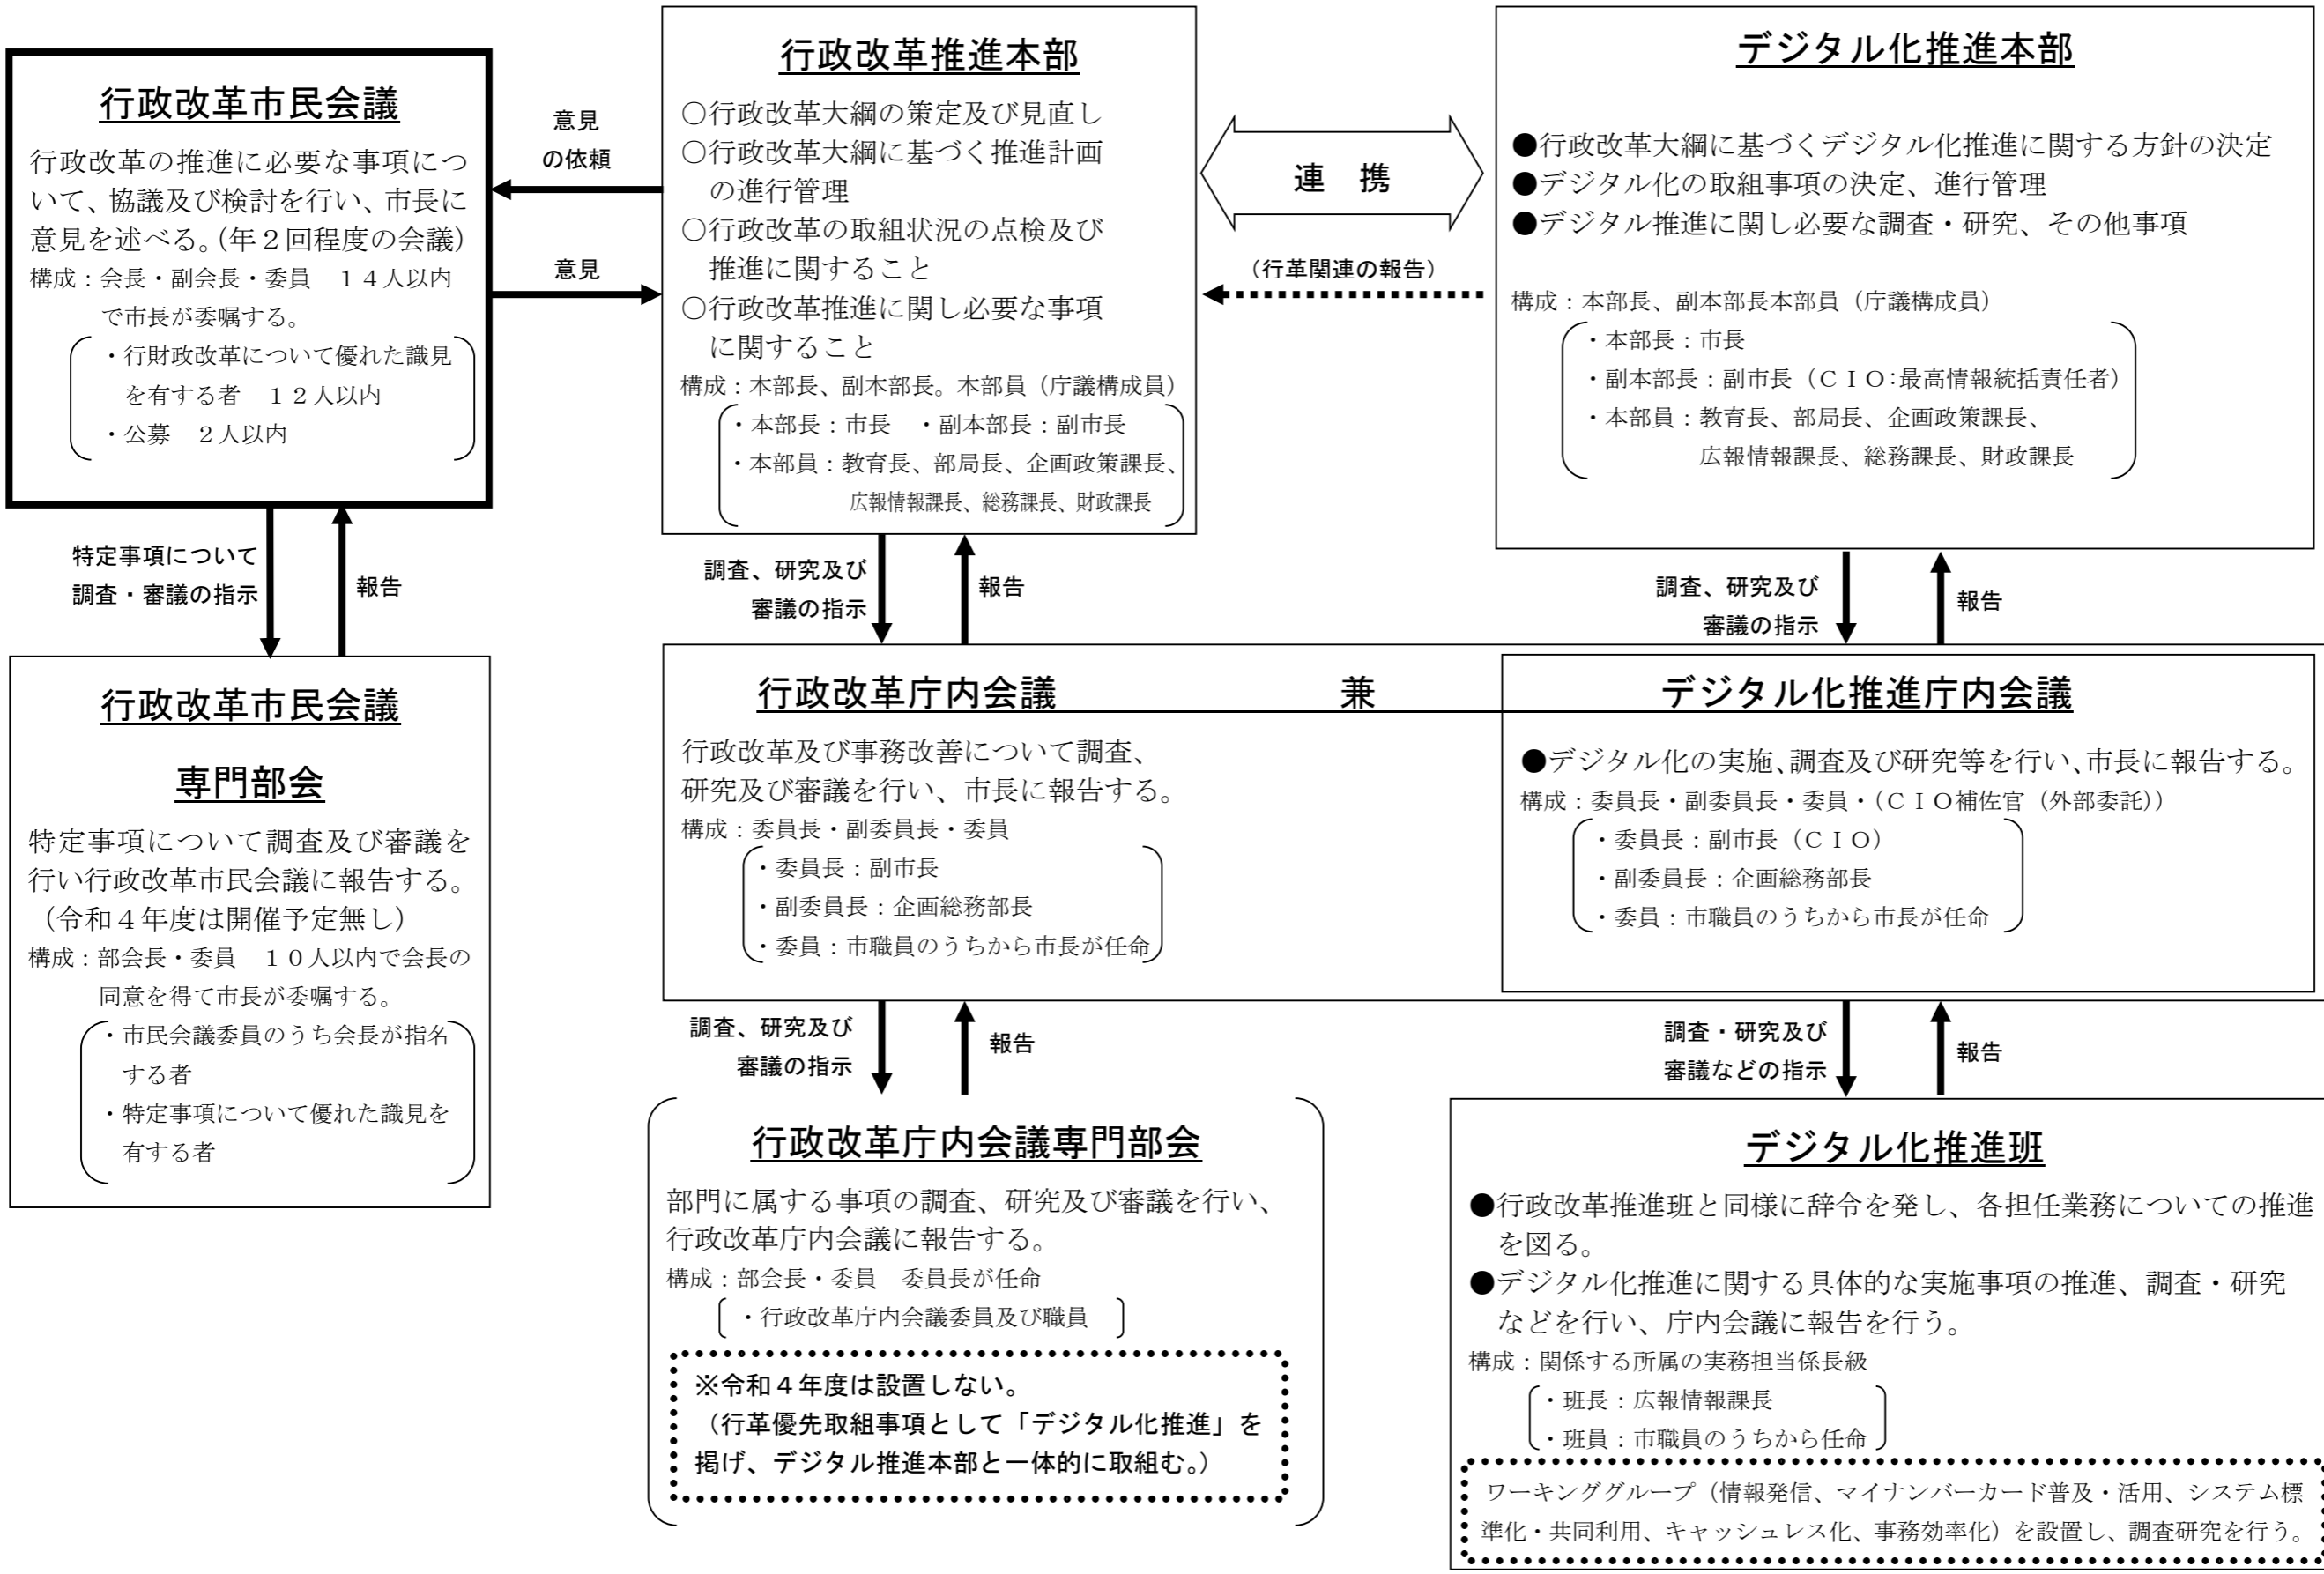 行政改革市民会議
行政改革の推進に必要な事項につ
いて、協議及び検討を行い、市長に
意見を述べる。（年２回程度の会議）
構成：会長・副会長・委員　１４人以内
で市長が委嘱する。
・行財政改革について優れた識見
を有する者　１２人以内
・公募　２人以内
意見
の依頼
意見
行政改革推進本部
○行政改革大綱の策定及び見直し
○行政改革大綱に基づく推進計画
の進行管理
○行政改革の取組状況の点検及び
推進に関すること
○行政改革推進に関し必要な事項
に関すること
構成：本部長、副本部長。本部員（庁議構成員）
・本部長：市長　・副本部長：副市長
・本部員：教育長、部局長、企画政策課長、
広報情報課長、総務課長、財政課長
連　携
（行革関連の報告）
デジタル化推進本部
●行政改革大綱に基づくデジタル化推進に関する方針の決定
●デジタル化の取組事項の決定、進行管理
●デジタル推進に関し必要な調査・研究、その他事項
構成：本部長、副本部長本部員（庁議構成員）
・本部長：市長
・副本部長：副市長（ＣＩＯ：最高情報統括責任者）
・本部員：教育長、部局長、企画政策課長、
広報情報課長、総務課長、財政課長
特定事項について
調査・審議の指示
報告
調査、研究及び
審議の指示
報告
調査、研究及び
審議の指示
報告
行政改革市民会議
専門部会
特定事項について調査及び審議を
行い行政改革市民会議に報告する。
（令和４年度は開催予定無し）
構成：部会長・委員　１０人以内で会長の
同意を得て市長が委嘱する。
・市民会議委員のうち会長が指名
する者
・特定事項について優れた識見を
有する者
行政改革庁内会議　兼　デジタル化推進庁内会議
行政改革及び事務改善について調査、
研究及び審議を行い、市長に報告する。
構成：委員長・副委員長・委員
・委員長：副市長
・副委員長：企画総務部長
・委員：市職員のうちから市長が任命
●デジタル化の実施、調査及び研究等を行い、市長に報告する。
構成：委員長・副委員長・委員・（ＣＩＯ補佐官（外部委託））
・委員長：副市長（ＣＩＯ）
・副委員長：企画総務部長
・委員：市職員のうちから市長が任命
調査、研究及び
審議の指示
報告
調査・研究及び
審議などの指示
報告
行政改革庁内会議専門部会
部門に属する事項の調査、研究及び審議を行い、
行政改革庁内会議に報告する。
構成：部会長・委員　委員長が任命
・行政改革庁内会議委員及び職員
※令和４年度は設置しない。
（行革優先取組事項として「デジタル化推進」を
掲げ、デジタル推進本部と一体的に取組む。）
デジタル化推進班
●行政改革推進班と同様に辞令を発し、各担任業務についての推進
を図る。
●デジタル化推進に関する具体的な実施事項の推進、調査・研究
などを行い、庁内会議に報告を行う。
構成：関係する所属の実務担当係長級
・班長：広報情報課長
・班員：市職員のうちから任命
ワーキンググループ（情報発信、マイナンバーカード普及・活用、システム標
準化・共同利用、キャッシュレス化、事務効率化）を設置し、調査研究を行う。